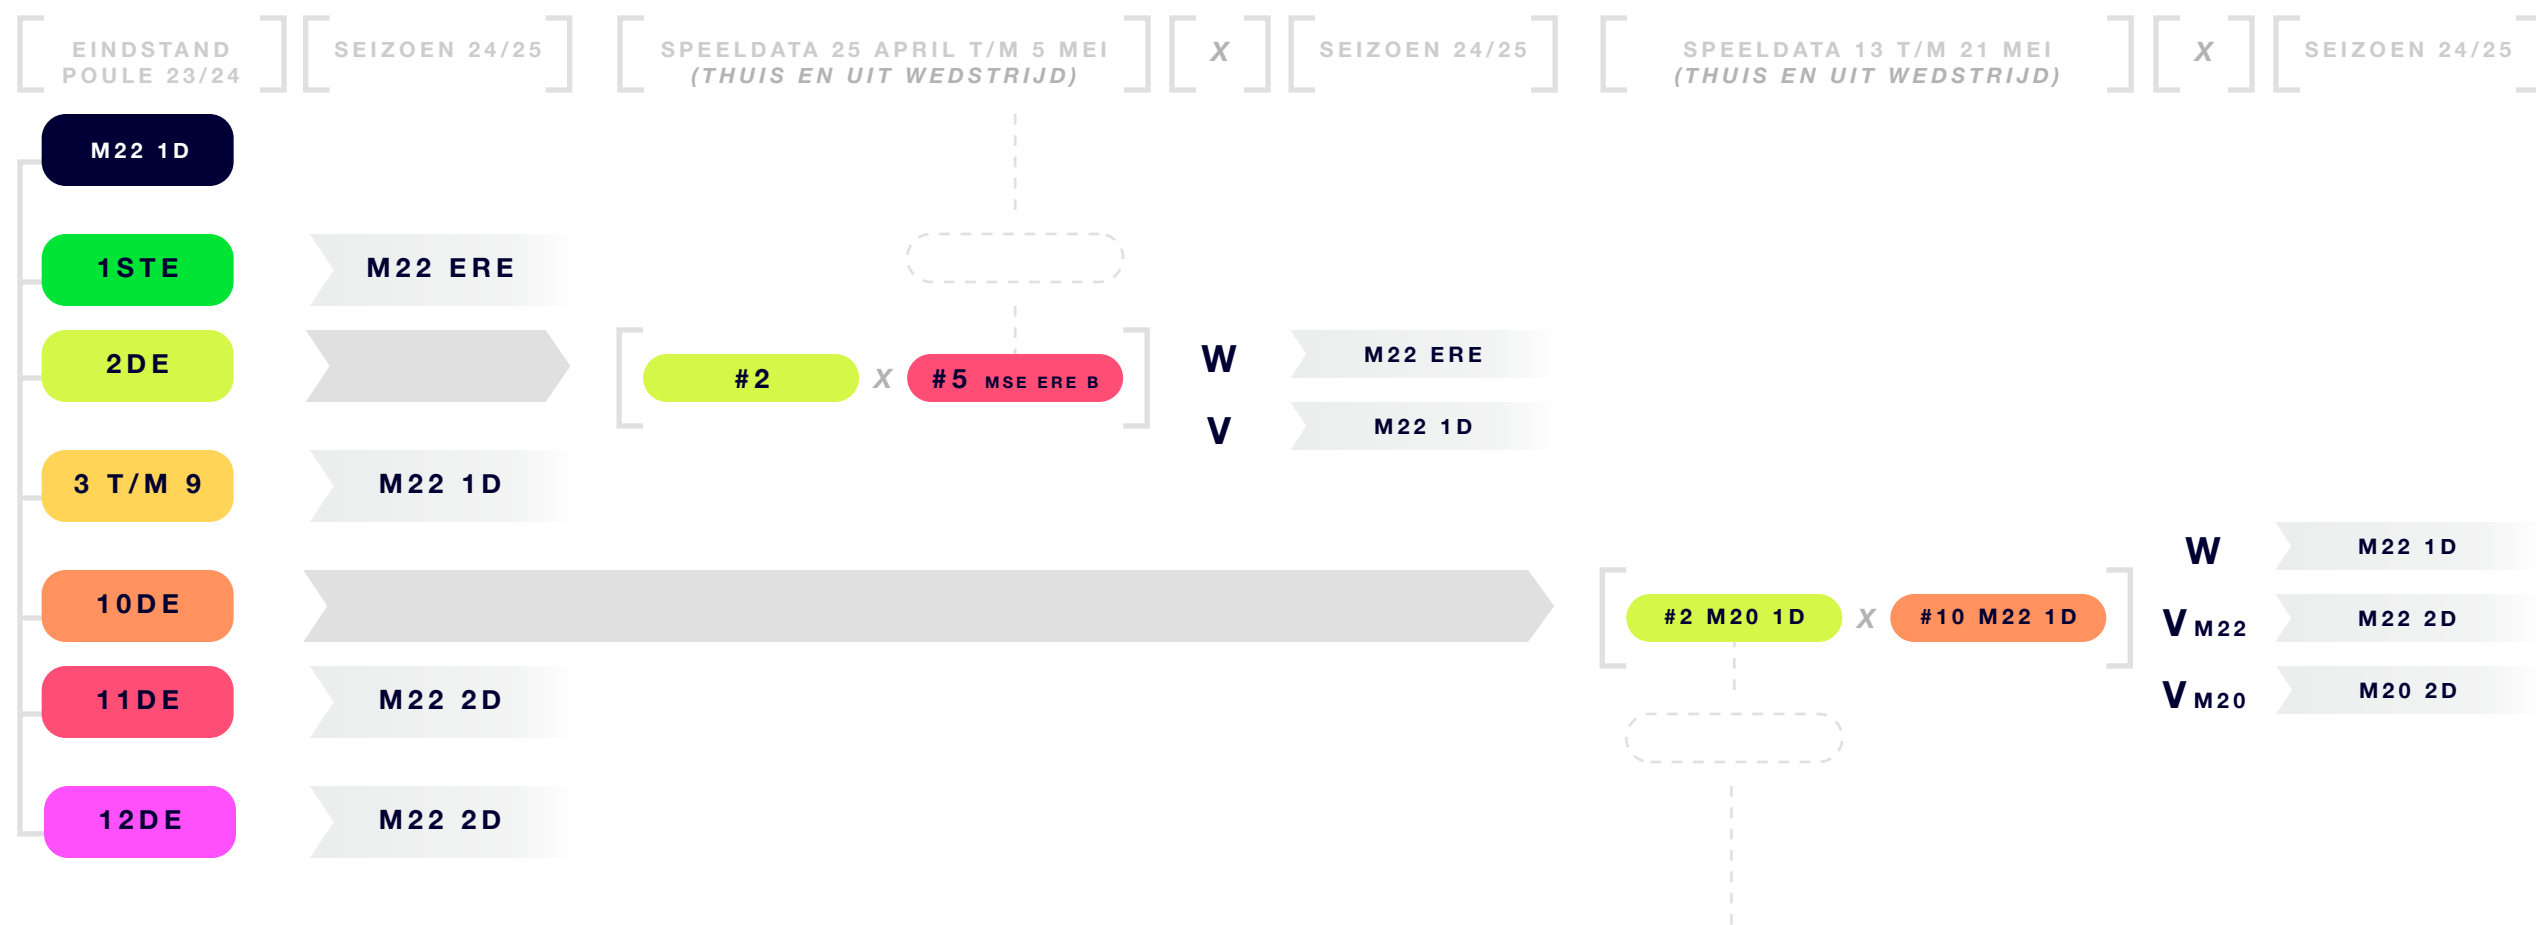 EINDSTAND
POULE 23/24
SEIZOEN 24/25
SPEELDATA 25 APRIL T/M 5 MEI
(THUIS EN UIT WEDSTRIJD)
X
SEIZOEN 24/25
SPEELDATA 13 T/M 21 MEI
(THUIS EN UIT WEDSTRIJD)
X
SEIZOEN 24/25
M22 1D
1STE
M22 ERE
2DE
#2 X #5 MSE ERE B
W
M22 ERE
V
M22 1D
3 T/M 9
M22 1D
10DE
#2 M20 1D X #10 M22 1D
W
M22 1D
V M22
M22 2D
V M20
M20 2D
11DE
M22 2D
12DE
M22 2D